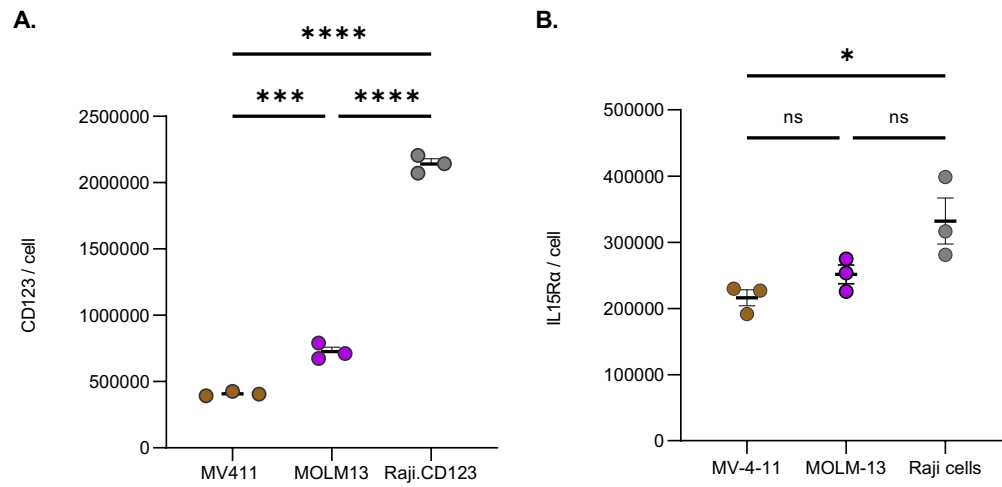 A.
****
***
****
2500000
2000000
1500000
1000000
500000
0
CD123 / cell
MV411
MOLM13
Raji.CD123
B.
*
ns
ns
500000
400000
300000
200000
100000
0
IL15Rα / cell
MV-4-11
MOLM-13
Raji cells